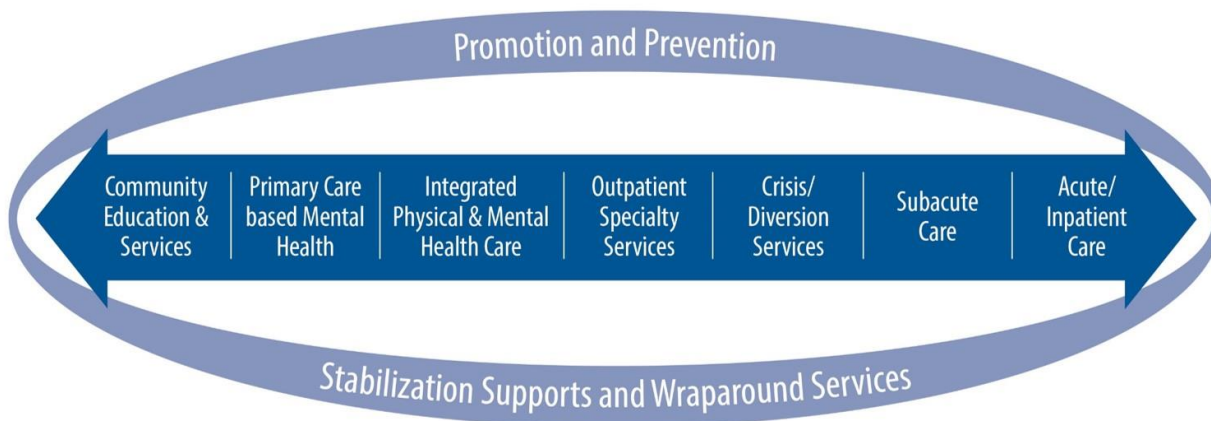 Promotion and Prevention
Community
Education &
Services
Primary Care
based Mental
Health
Integrated
Physical & Mental
Health Care
Outpatient
Specialty
Services
Crisis/
Diversion
Services
Subacute
Care
Acute/
Inpatient
Care
Stabilization Supports and Wraparound Services